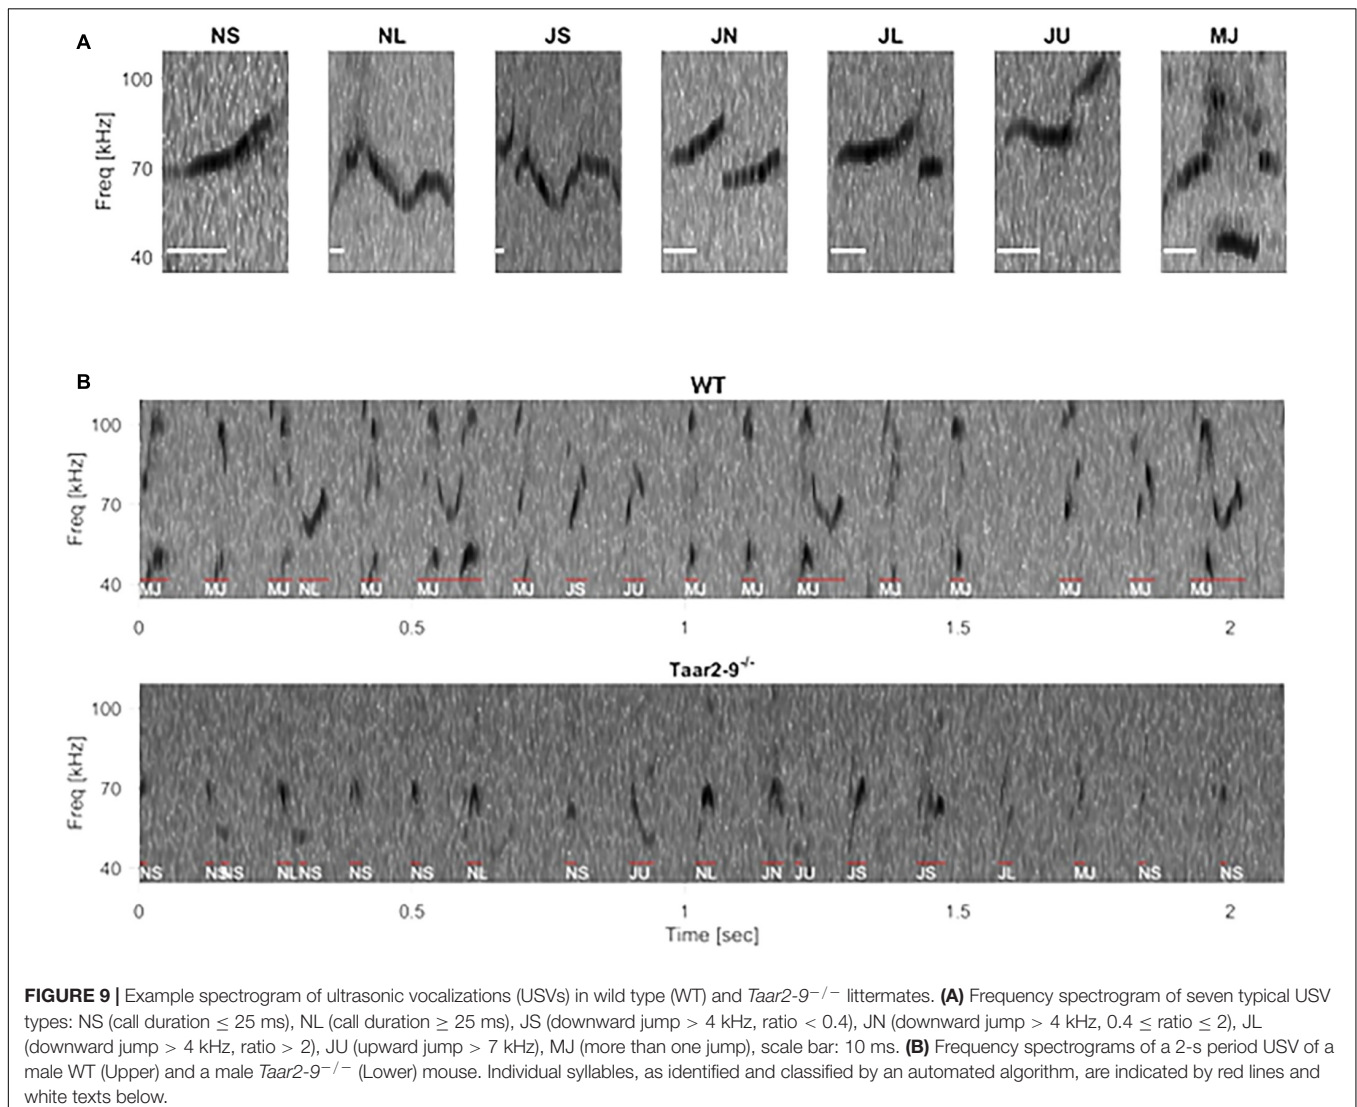 A
NS NL JS JN JL JU MJ
100
70
40
Freq [kHz]
B
WT
100
70
40
Freq [kHz]
MJ MJ MJ NL MJ MJ MJ JS JU MJ MJ MJ MJ MJ MJ MJ MJ
0 0.5 1 1.5 2
Taar2-9-/-
100
70
40
Freq [kHz]
NS NS NS NL NS NS NS NL NS JU NL JN JU JS JS JL MJ NS NS
0 0.5 1 1.5 2
Time [sec]
FIGURE 9 | Example spectrogram of ultrasonic vocalizations (USVs) in wild type (WT) and Taar2-9−/− littermates. (A) Frequency spectrogram of seven typical USV
types: NS (call duration ≤ 25 ms), NL (call duration ≥ 25 ms), JS (downward jump > 4 kHz, ratio < 0.4), JN (downward jump > 4 kHz, 0.4 ≤ ratio ≤ 2), JL
(downward jump > 4 kHz, ratio > 2), JU (upward jump > 7 kHz), MJ (more than one jump), scale bar: 10 ms. (B) Frequency spectrograms of a 2-s period USV of a
male WT (Upper) and a male Taar2-9−/− (Lower) mouse. Individual syllables, as identified and classified by an automated algorithm, are indicated by red lines and
white texts below.